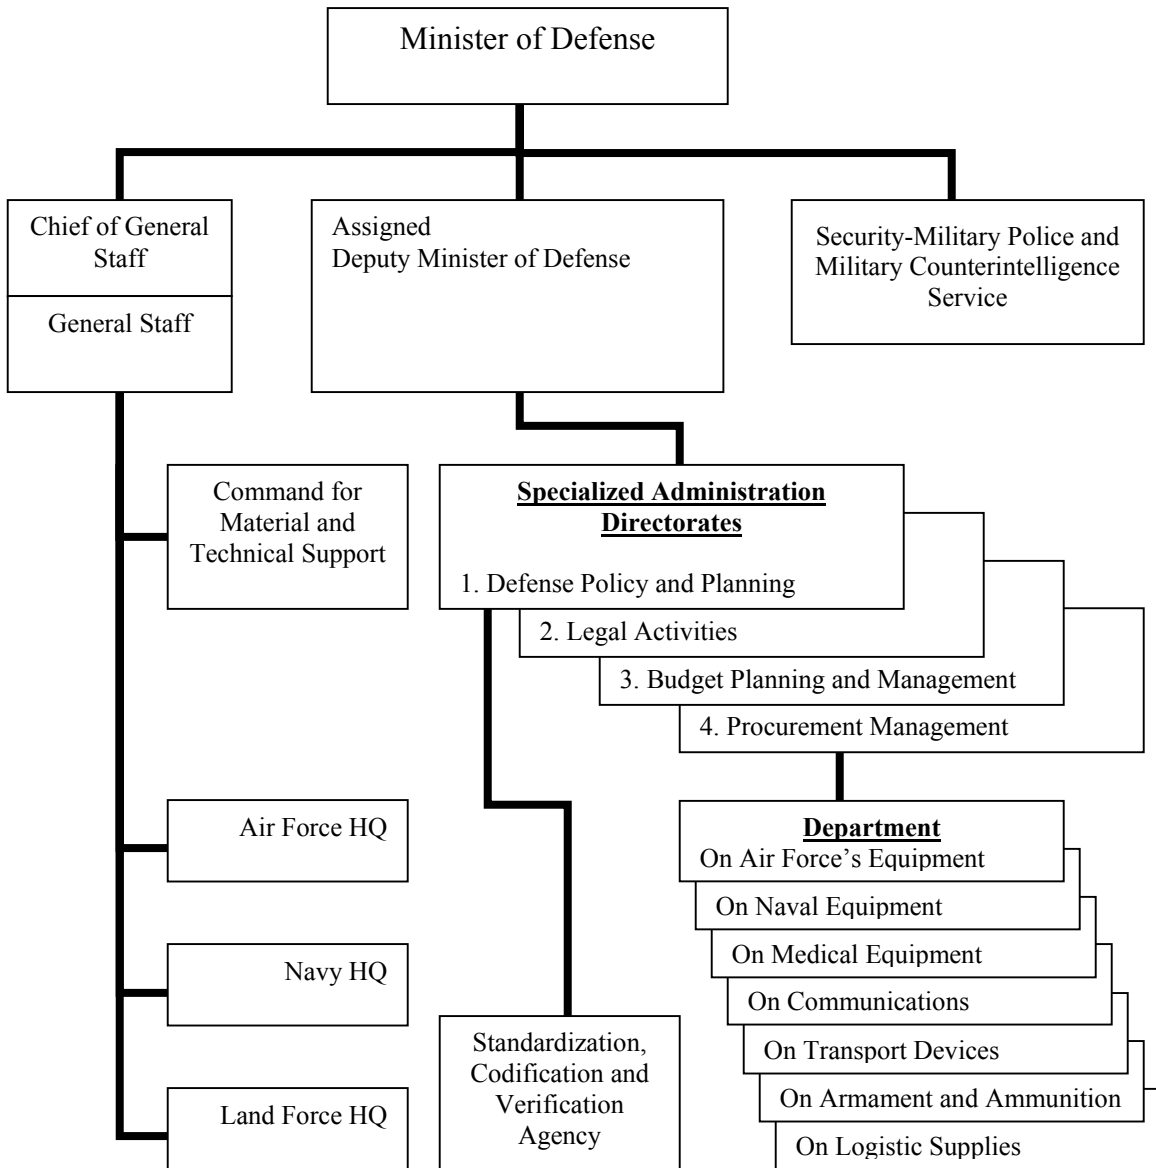 Minister of Defense
Chief of General
Staff
General Staff
Assigned
Deputy Minister of Defense
Security-Military Police and
Military Counterintelligence
Service
Command for
Material and
Technical Support
Specialized Administration
Directorates
1. Defense Policy and Planning
2. Legal Activities
3. Budget Planning and Management
4. Procurement Management
Air Force HQ
Navy HQ
Land Force HQ
Standardization,
Codification and
Verification
Agency
Department
On Air Force’s Equipment
On Naval Equipment
On Medical Equipment
On Communications
On Transport Devices
On Armament and Ammunition
On Logistic Supplies